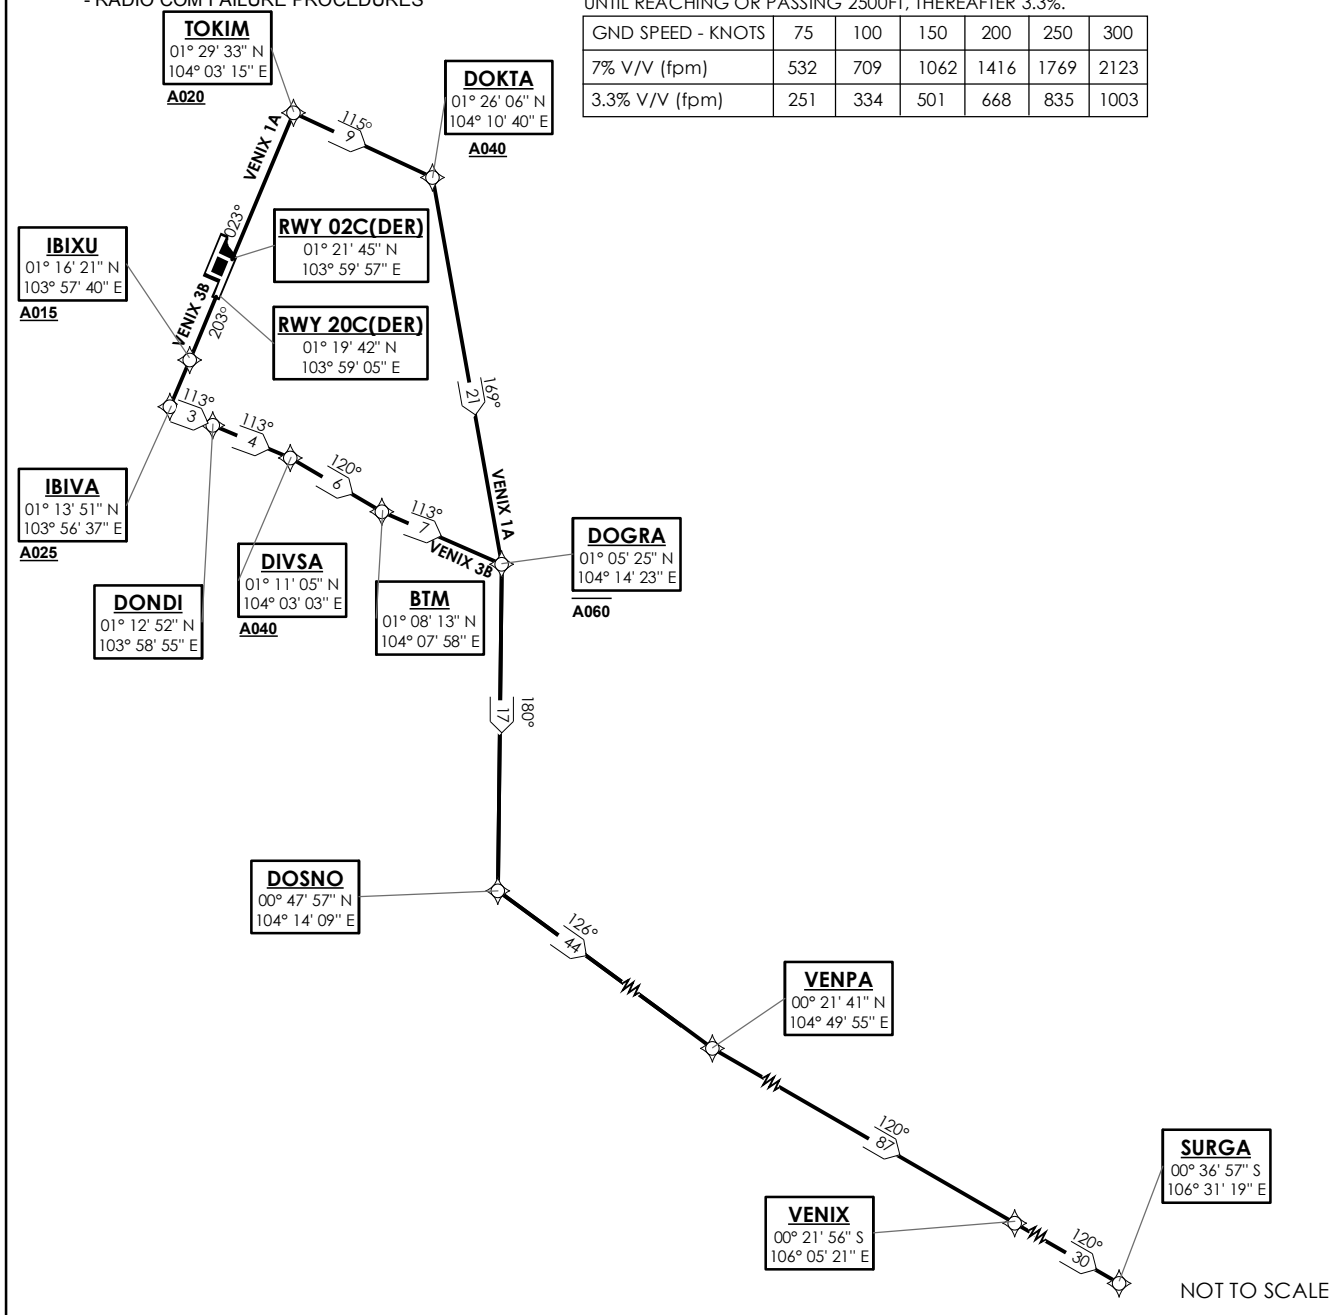 - RADIO COM FAILURE PROCEDURES
UNTIL REACHING OR PASSING 2500FT, THEREAFTER 3.3%.
GND SPEED - KNOTS 75 100 150 200 250 300
7% V/V (fpm) 532 709 1062 1416 1769 2123
3.3% V/V (fpm) 251 334 501 668 835 1003
TOKIM
01° 29' 33" N
104° 03' 15" E
A020
DOKTA
01° 26' 06" N
104° 10' 40" E
A040
115°
9
VENIX 1A
023°
RWY 02C(DER)
01° 21' 45" N
103° 59' 57" E
IBIXU
01° 16' 21" N
103° 57' 40" E
A015
VENIX 3B
203°
RWY 20C(DER)
01° 19' 42" N
103° 59' 05" E
169°
21
VENIX 1A
113°
3
113°
4
120°
6
113°
7
VENIX 3B
IBIVA
01° 13' 51" N
103° 56' 37" E
A025
DOGRA
01° 05' 25" N
104° 14' 23" E
A060
DIVSA
01° 11' 05" N
104° 03' 03" E
A040
DONDI
01° 12' 52" N
103° 58' 55" E
BTM
01° 08' 13" N
104° 07' 58" E
180°
17
DOSNO
00° 47' 57" N
104° 14' 09" E
126°
44
VENPA
00° 21' 41" N
104° 49' 55" E
120°
87
SURGA
00° 36' 57" S
106° 31' 19" E
VENIX
00° 21' 56" S
106° 05' 21" E
120°
30
NOT TO SCALE